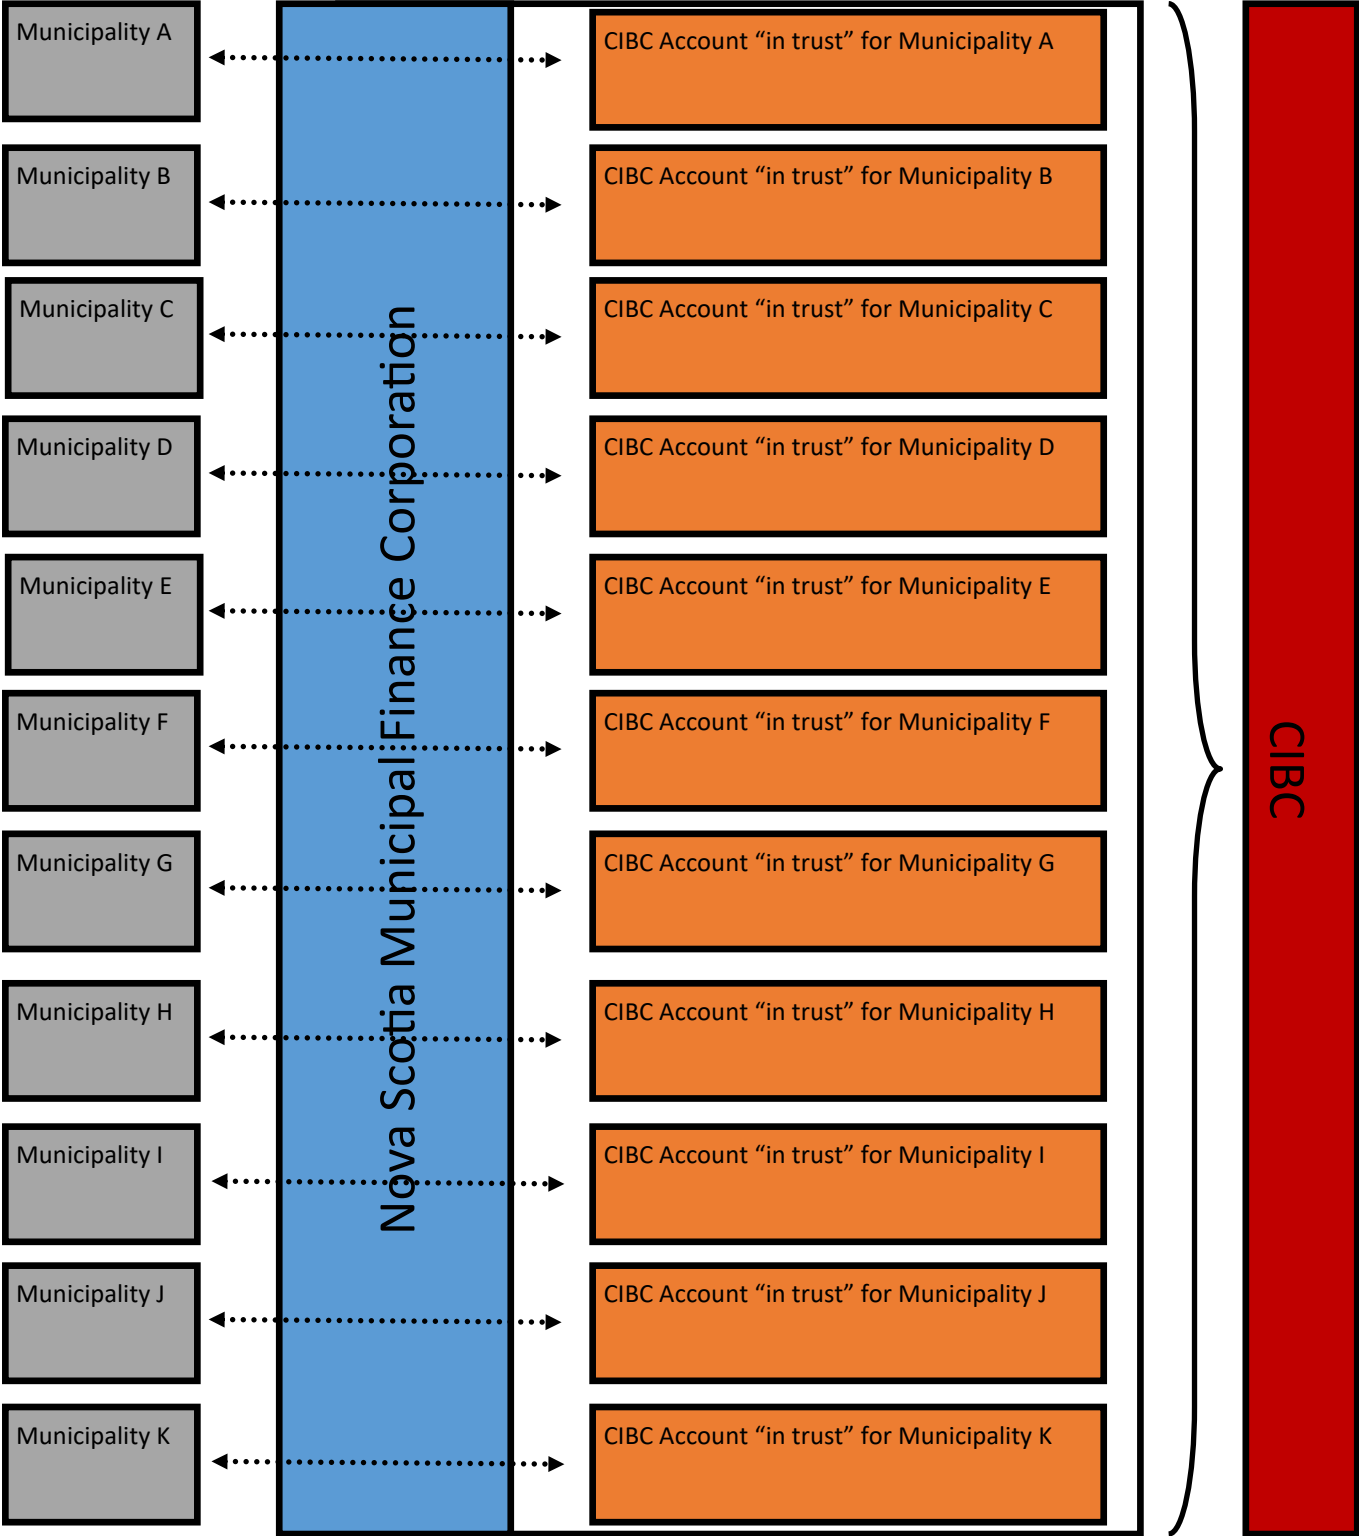 Municipality A
CIBC Account “in trust” for Municipality A
Municipality B
CIBC Account “in trust” for Municipality B
Municipality C
CIBC Account “in trust” for Municipality C
Municipality D
CIBC Account “in trust” for Municipality D
Municipality E
CIBC Account “in trust” for Municipality E
Municipality F
CIBC Account “in trust” for Municipality F
Municipality G
CIBC Account “in trust” for Municipality G
Municipality H
CIBC Account “in trust” for Municipality H
Municipality I
CIBC Account “in trust” for Municipality I
Municipality J
CIBC Account “in trust” for Municipality J
Municipality K
CIBC Account “in trust” for Municipality K
Nova Scotia Municipal Finance Corporation
CIBC